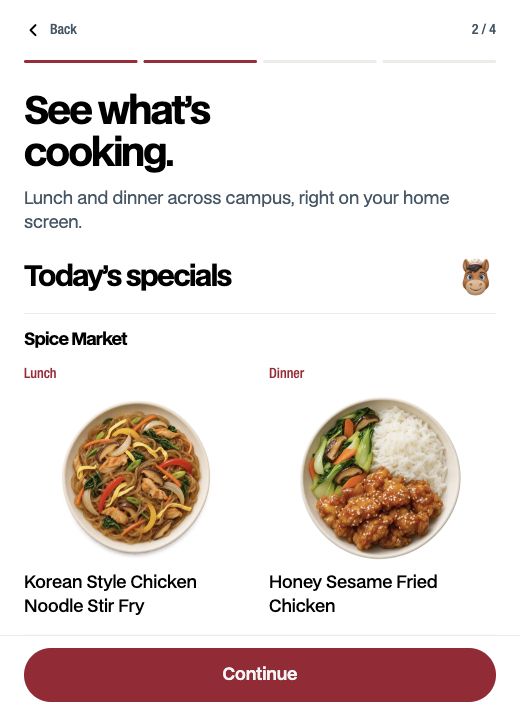 Back
2 / 4
See what's
cooking.
Lunch and dinner across campus, right on your home
screen.
Today's specials
Spice Market
Lunch
Dinner
Korean Style Chicken
Noodle Stir Fry
Honey Sesame Fried
Chicken
Continue